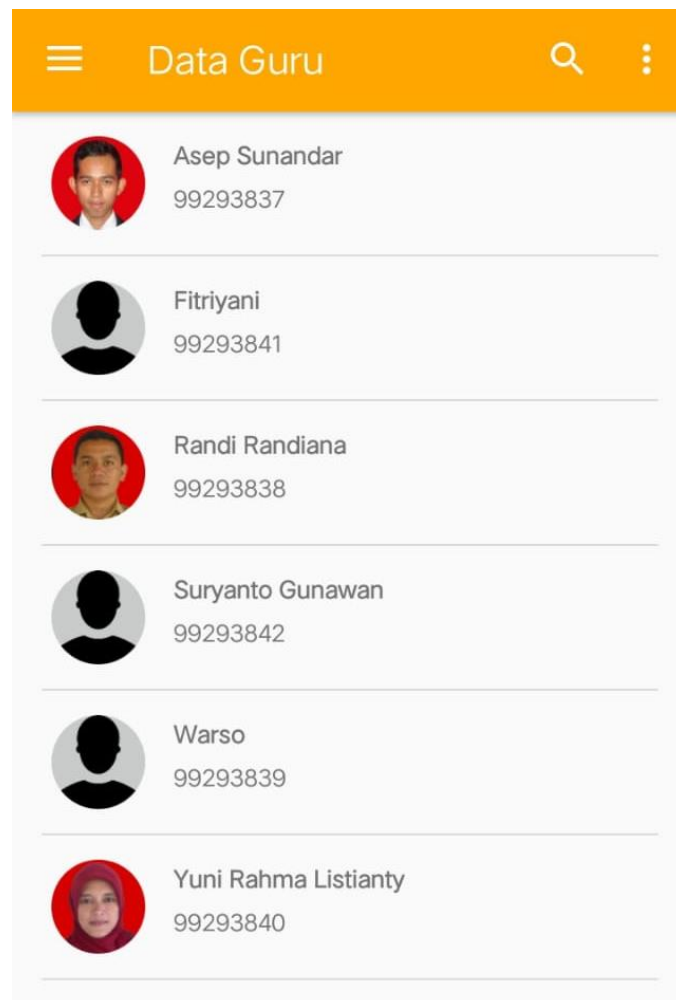 Data Guru
Asep Sunandar
99293837
Fitriyani
99293841
Randi Randiana
99293838
Suryanto Gunawan
99293842
Warso
99293839
Yuni Rahma Listianty
99293840